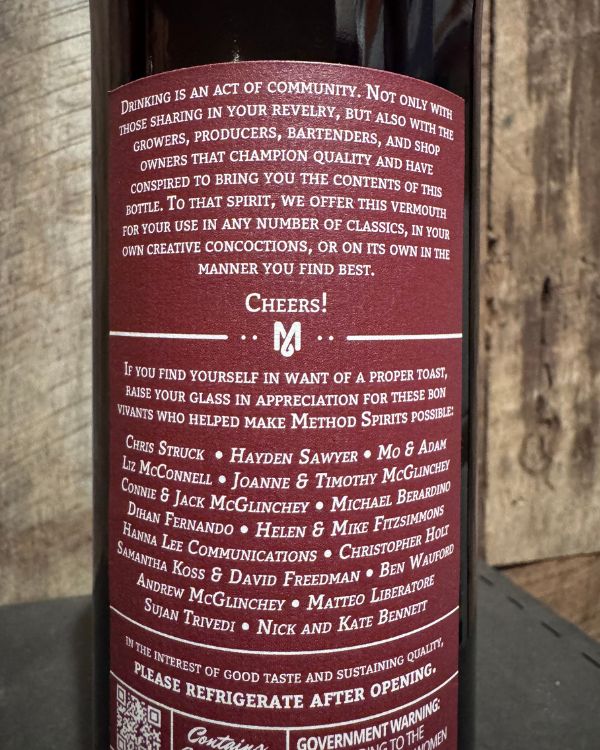 Drinking is an act of community. Not only with
those sharing in your revelry, but also with the
growers, producers, bartenders, and shop
owners that champion quality and have
conspired to bring you the contents of this
bottle. To that spirit, we offer this vermouth
for your use in any number of classics, in your
own creative concoctions, or on its own in the
manner you find best.
Cheers!
M
If you find yourself in want of a proper toast,
raise your glass in appreciation for these bon
vivants who helped make Method Spirits possible:
Chris Struck • Hayden Sawyer • Mo & Adam
Liz McConnell • Joanne & Timothy McGlinchey
Connie & Jack McGlinchey • Michael Berardino
Dihan Fernando • Helen & Mike Fitzsimmons
Hanna Lee Communications • Christopher Holt
Samantha Koss & David Freedman • Ben Wauford
Andrew McGlinchey • Matteo Liberatore
Sujan Trivedi • Nick and Kate Bennett
in the interest of good taste and sustaining quality,
PLEASE REFRIGERATE AFTER OPENING.
Contains
GOVERNMENT WARNING:
TO THE
WOMEN